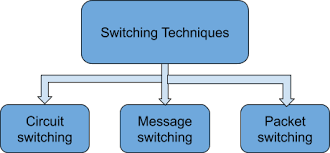 Switching Techniques
Circuit
switching
Message
switching
Packet
switching